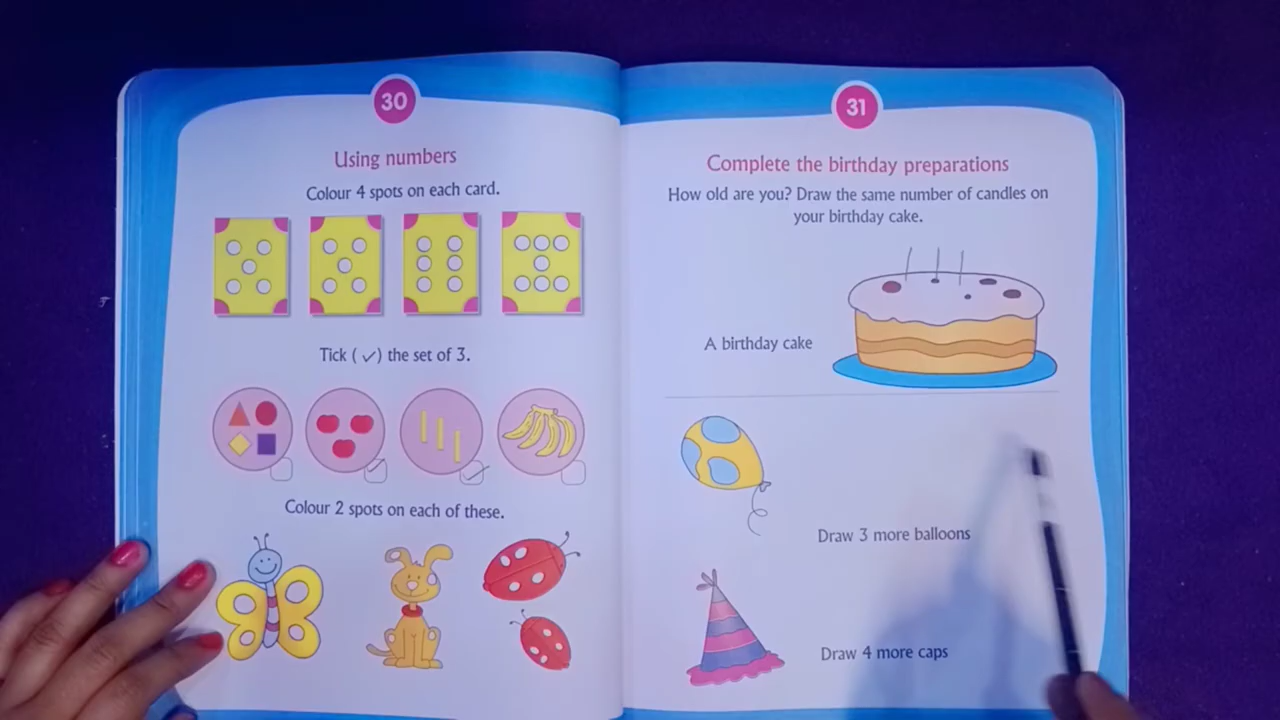 30
Using numbers
Colour 4 spots on each card.
Tick ( ✓ ) the set of 3.
Colour 2 spots on each of these.
31
Complete the birthday preparations
How old are you? Draw the same number of candles on
your birthday cake.
A birthday cake
Draw 3 more balloons
Draw 4 more caps